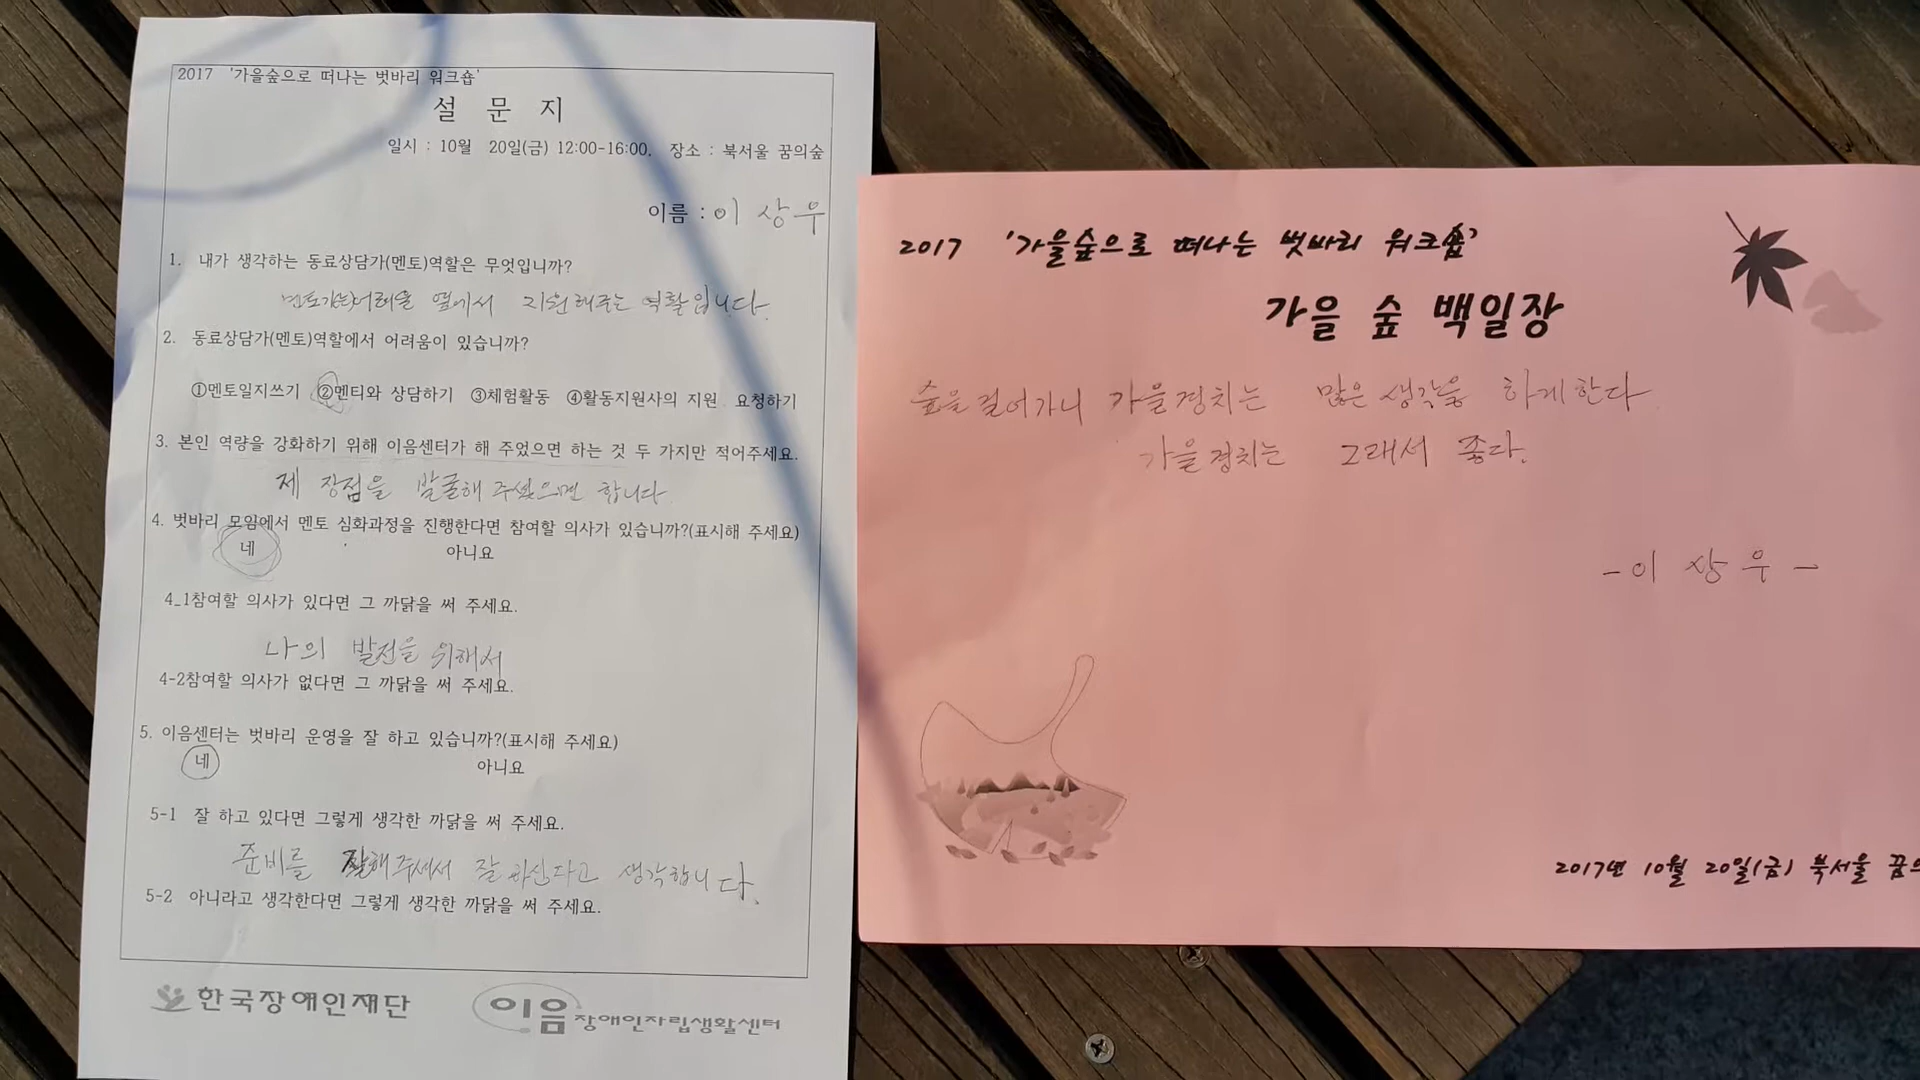 2017 '가을숲으로 떠나는 벗바리 워크숍'
설 문 지
일시 : 10월 20일(금) 12:00-16:00, 장소 : 북서울 꿈의숲
이름 : 이 상 우
1. 내가 생각하는 동료상담가(멘토)역할은 무엇입니까?
옆에서 지원해주는 역할입니다.
2. 동료상담가(멘토)역할에서 어려움이 있습니까?
①멘토일지쓰기 ②멘티와 상담하기 ③체험활동 ④활동지원사의 지원 요청하기
3. 본인 역량을 강화하기 위해 이음센터가 해 주었으면 하는 것 두 가지만 적어주세요.
제 장점을 발굴해 주셨으면 합니다
4. 벗바리 모임에서 멘토 심화과정을 진행한다면 참여할 의사가 있습니까?(표시해 주세요)
네 아니요
4_1참여할 의사가 있다면 그 까닭을 써 주세요.
나의 발전을 위해서
4-2참여할 의사가 없다면 그 까닭을 써 주세요.
5. 이음센터는 벗바리 운영을 잘 하고 있습니까?(표시해 주세요)
네 아니요
5-1 잘 하고 있다면 그렇게 생각한 까닭을 써 주세요.
준비를 잘해주셔서 잘 하신다고 생각합니다.
5-2 아니라고 생각한다면 그렇게 생각한 까닭을 써 주세요.
한국장애인재단
이음 장애인자립생활센터
2017 '가을숲으로 떠나는 벗바리 워크숍'
가을 숲 백일장
숲을 걸어가니 가을경치는 많은 생각을 하게한다
가을경치는 그래서 좋다.
- 이 상 우 -
2017년 10월 20일(금) 북서울